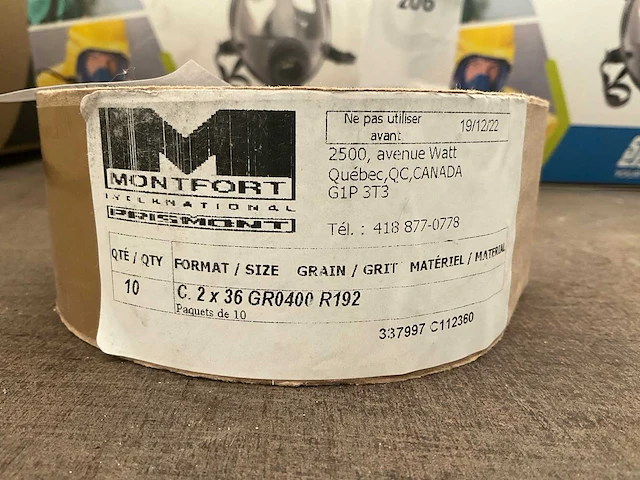 206
MONTFORT
INTERNATIONAL
PRISMONT
Ne pas utiliser
avant
19/12/22
2500, avenue Watt
Québec,QC,CANADA
G1P 3T3
Tél. : 418 877-0778
QTÉ / QTY FORMAT / SIZE GRAIN / GRIT MATÉRIEL / MATERIAL
10 C. 2 x 36 GR0400 R192
Paquets de 10
337997 C112360